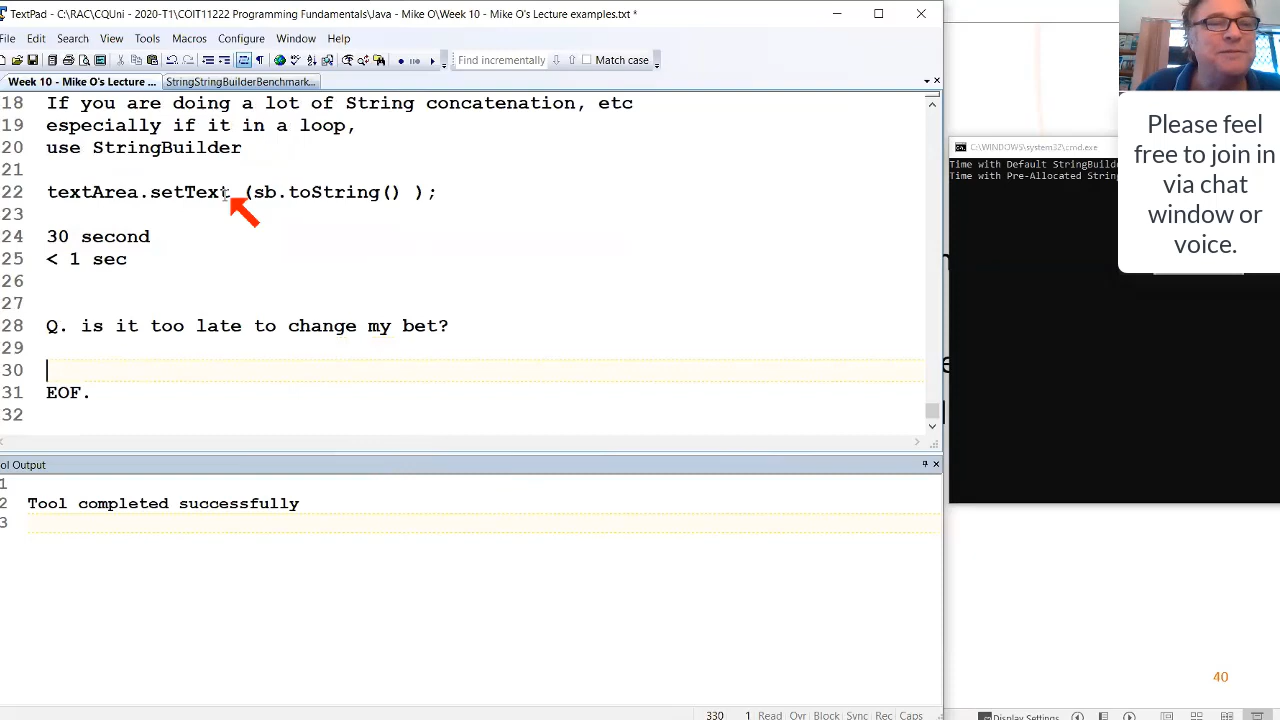 TextPad - C:\RAC\CQUni - 2020-T1\COIT11222 Programming Fundamentals\Java - Mike O\Week 10 - Mike O's Lecture examples.txt *
File Edit Search View Tools Macros Configure Window Help
Find incrementally Match case
Week 10 - Mike O's Lecture ... StringStringBuilderBenchmark...
18 If you are doing a lot of String concatenation, etc
19 especially if it in a loop,
20 use StringBuilder
21
22 textArea.setText (sb.toString() );
23
24 30 second
25 < 1 sec
26
27
28 Q. is it too late to change my bet?
29
30
31 EOF.
32
ool Output
1
2 Tool completed successfully
3
330 1 Read Ovr Block Sync Rec Caps
C:\WINDOWS\system32\cmd.exe
Time with Default StringBuilde
Time with Pre-Allocated String
Please feel
free to join in
via chat
window or
voice.
40
Display Settings